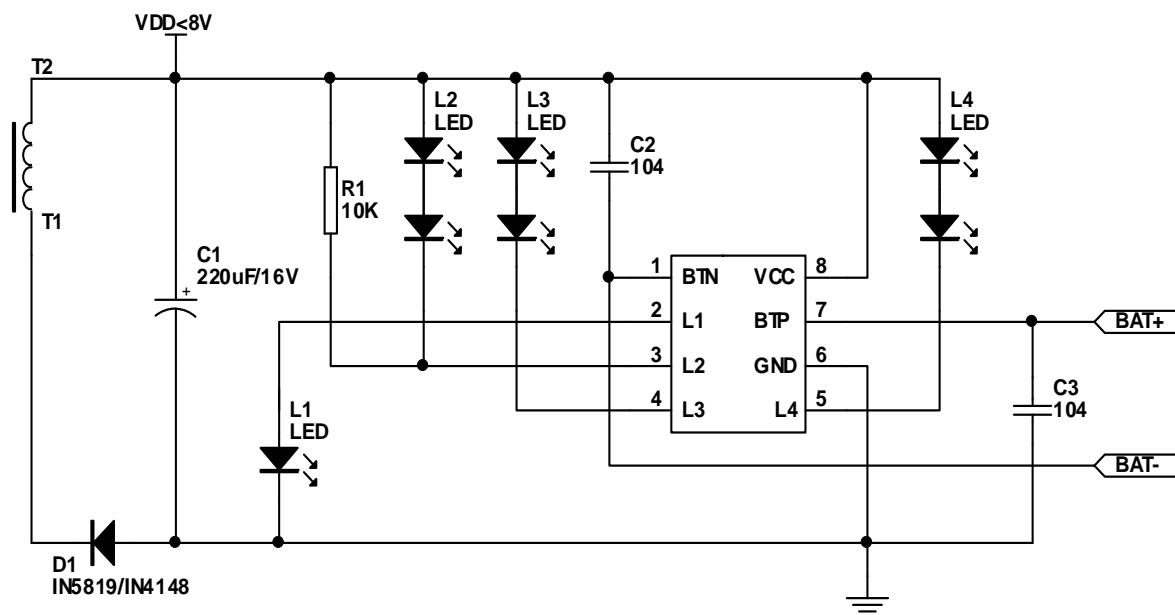 VDD<8V
T2
T1
C1
220uF/16V
R1
10K
L2
LED
L3
LED
C2
104
L4
LED
1 BTN VCC 8
2 L1 BTP 7
3 L2 GND 6
4 L3 L4 5
BAT+
C3
104
L1
LED
BAT-
+
D1
IN5819/IN4148